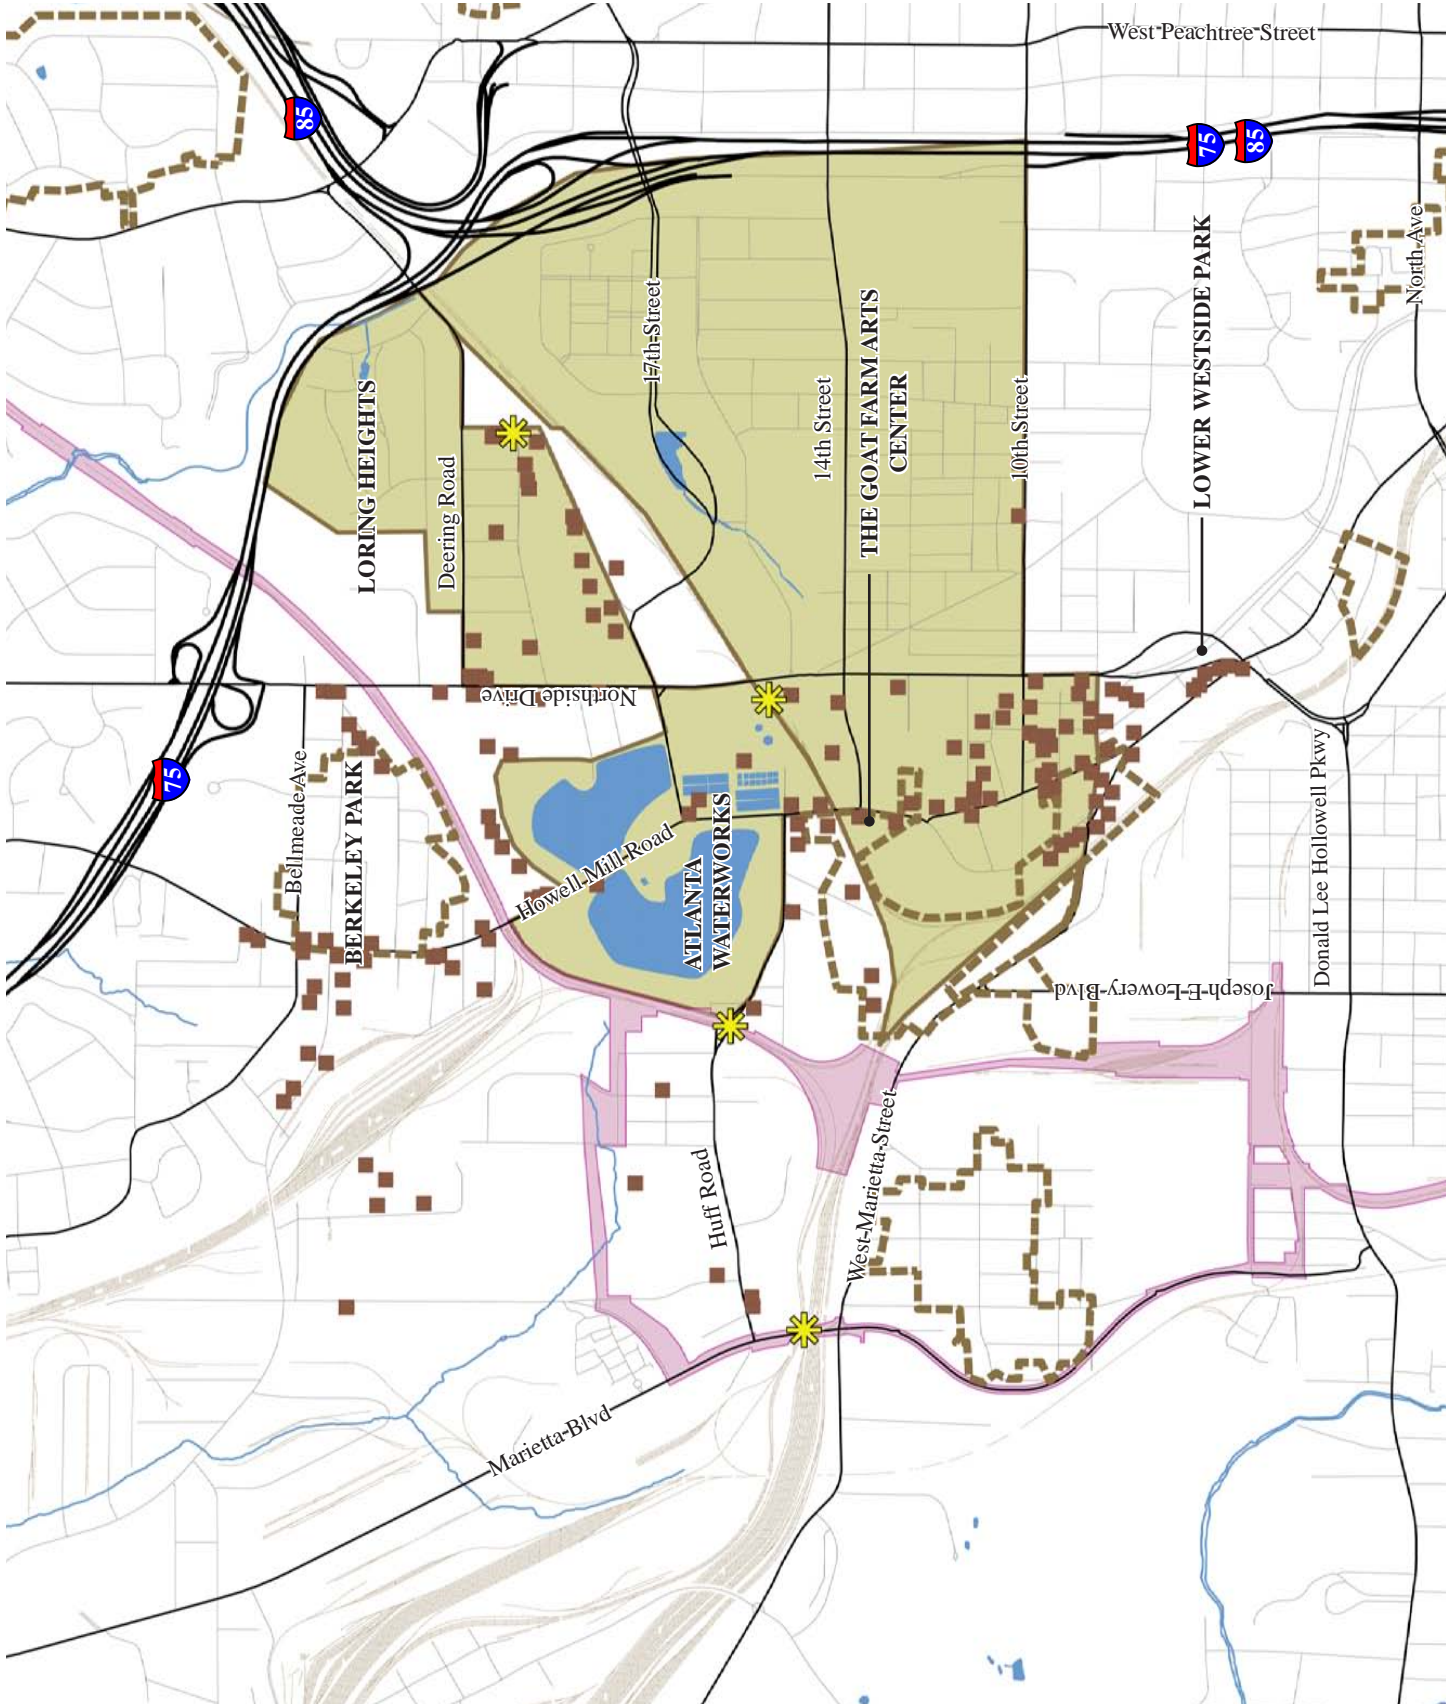 West Peachtree Street
85
75
85
North Ave
LOWER WESTSIDE PARK
17th Street
THE GOAT FARM ARTS
CENTER
14th Street
10th Street
LORING HEIGHTS
Deering Road
Northside Drive
75
Bellmeade Ave
BERKELEY PARK
Howell Mill Road
ATLANTA
WATERWORKS
Donald Lee Hollowell Pkwy
Joseph E Lowery Blvd
Huff Road
West Marietta Street
Marietta Blvd